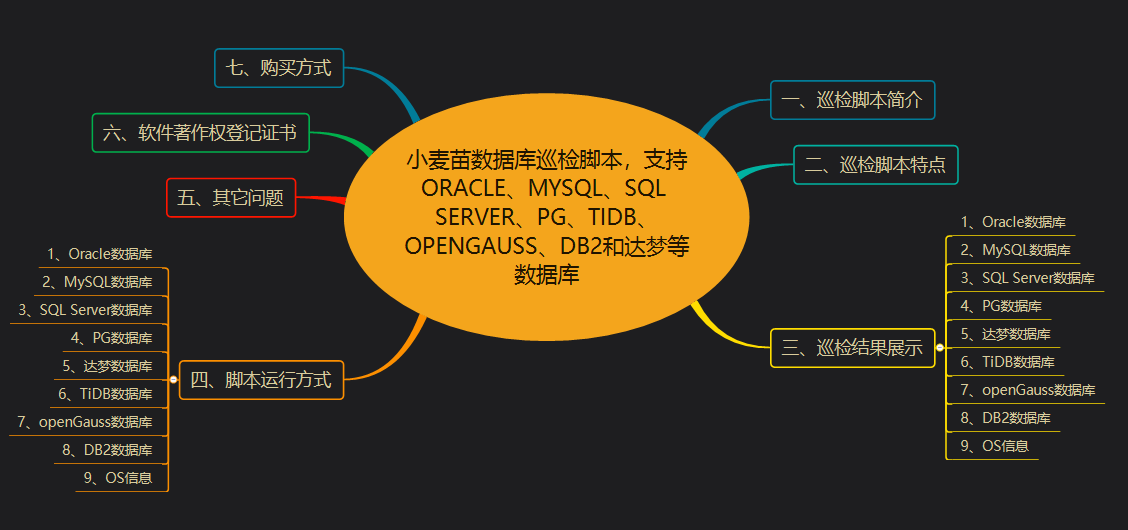 小麦苗数据库巡检脚本，支持
ORACLE、MYSQL、SQL
SERVER、PG、TIDB、
OPENGAUSS、DB2和达梦等
数据库
一、巡检脚本简介
二、巡检脚本特点
三、巡检结果展示
1、Oracle数据库
2、MySQL数据库
3、SQL Server数据库
4、PG数据库
5、达梦数据库
6、TiDB数据库
7、openGauss数据库
8、DB2数据库
9、OS信息
四、脚本运行方式
1、Oracle数据库
2、MySQL数据库
3、SQL Server数据库
4、PG数据库
5、达梦数据库
6、TiDB数据库
7、openGauss数据库
8、DB2数据库
9、OS信息
五、其它问题
六、软件著作权登记证书
七、购买方式